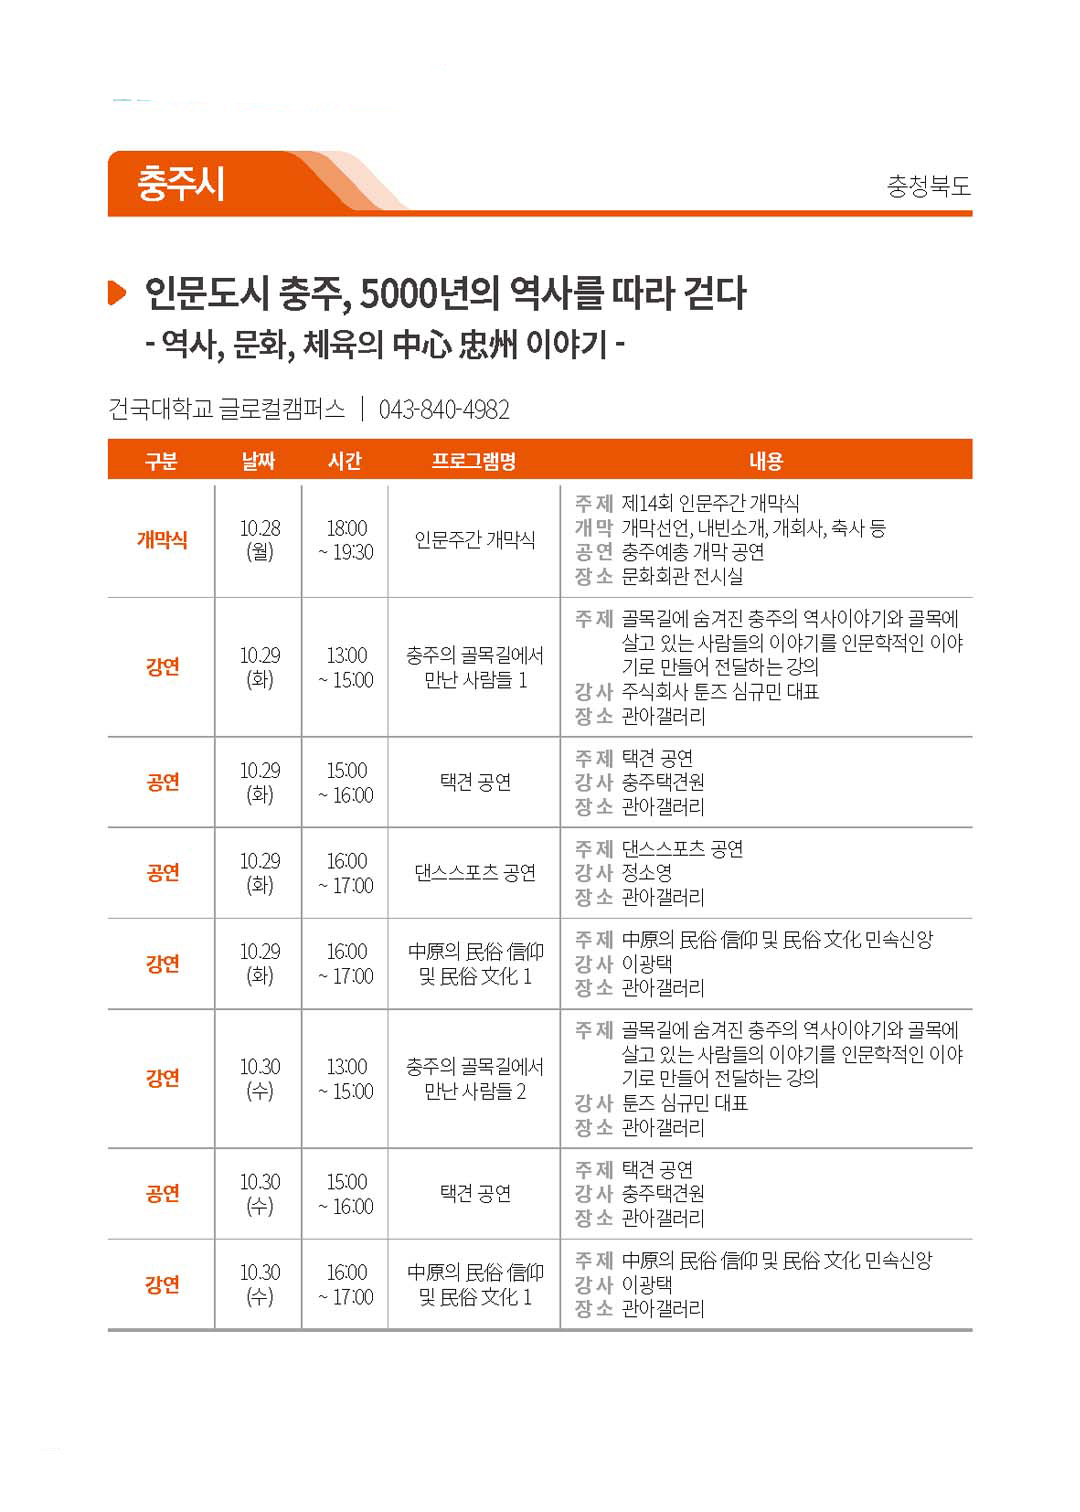 충주시
충청북도
인문도시 충주, 5000년의 역사를 따라 걷다
- 역사, 문화, 체육의 中心 忠州 이야기 -
건국대학교 글로컬캠퍼스 | 043-840-4982
구분 날짜 시간 프로그램명 내용
개막식
10.28
(월)
18:00
~ 19:30
인문주간 개막식
주 제 제14회 인문주간 개막식
개 막 개막선언, 내빈소개, 개회사, 축사 등
공 연 충주예총 개막 공연
장 소 문화회관 전시실
강연
10.29
(화)
13:00
~ 15:00
충주의 골목길에서
만난 사람들 1
주 제 골목길에 숨겨진 충주의 역사이야기와 골목에
살고 있는 사람들의 이야기를 인문학적인 이야
기로 만들어 전달하는 강의
강 사 주식회사 툰즈 심규민 대표
장 소 관아갤러리
공연
10.29
(화)
15:00
~ 16:00
택견 공연
주 제 택견 공연
강 사 충주택견원
장 소 관아갤러리
공연
10.29
(화)
16:00
~ 17:00
댄스스포츠 공연
주 제 댄스스포츠 공연
강 사 정소영
장 소 관아갤러리
강연
10.29
(화)
16:00
~ 17:00
中原의 民俗 信仰
및 民俗 文化 1
주 제 中原의 民俗 信仰 및 民俗 文化 민속신앙
강 사 이광택
장 소 관아갤러리
강연
10.30
(수)
13:00
~ 15:00
충주의 골목길에서
만난 사람들 2
주 제 골목길에 숨겨진 충주의 역사이야기와 골목에
살고 있는 사람들의 이야기를 인문학적인 이야
기로 만들어 전달하는 강의
강 사 툰즈 심규민 대표
장 소 관아갤러리
공연
10.30
(수)
15:00
~ 16:00
택견 공연
주 제 택견 공연
강 사 충주택견원
장 소 관아갤러리
강연
10.30
(수)
16:00
~ 17:00
中原의 民俗 信仰
및 民俗 文化 1
주 제 中原의 民俗 信仰 및 民俗 文化 민속신앙
강 사 이광택
장 소 관아갤러리